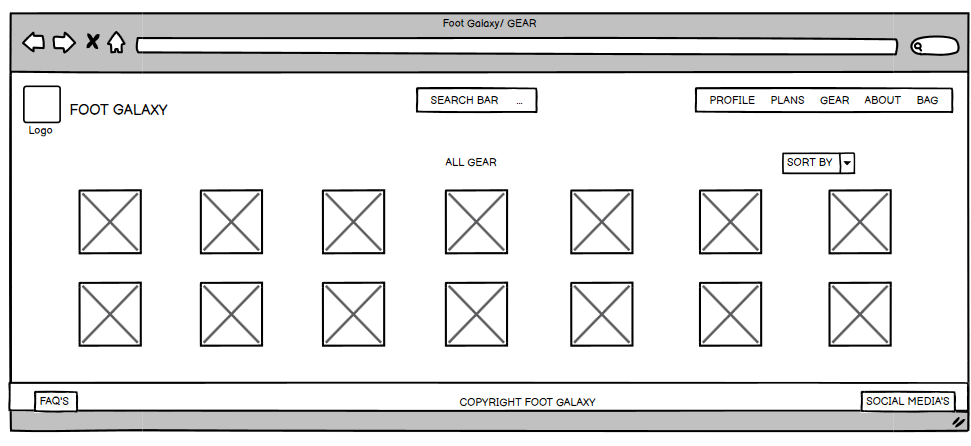 Foot Galaxy/ GEAR
FOOT GALAXY
Logo
SEARCH BAR ...
PROFILE PLANS GEAR ABOUT BAG
ALL GEAR
SORT BY
FAQ'S
COPYRIGHT FOOT GALAXY
SOCIAL MEDIA'S